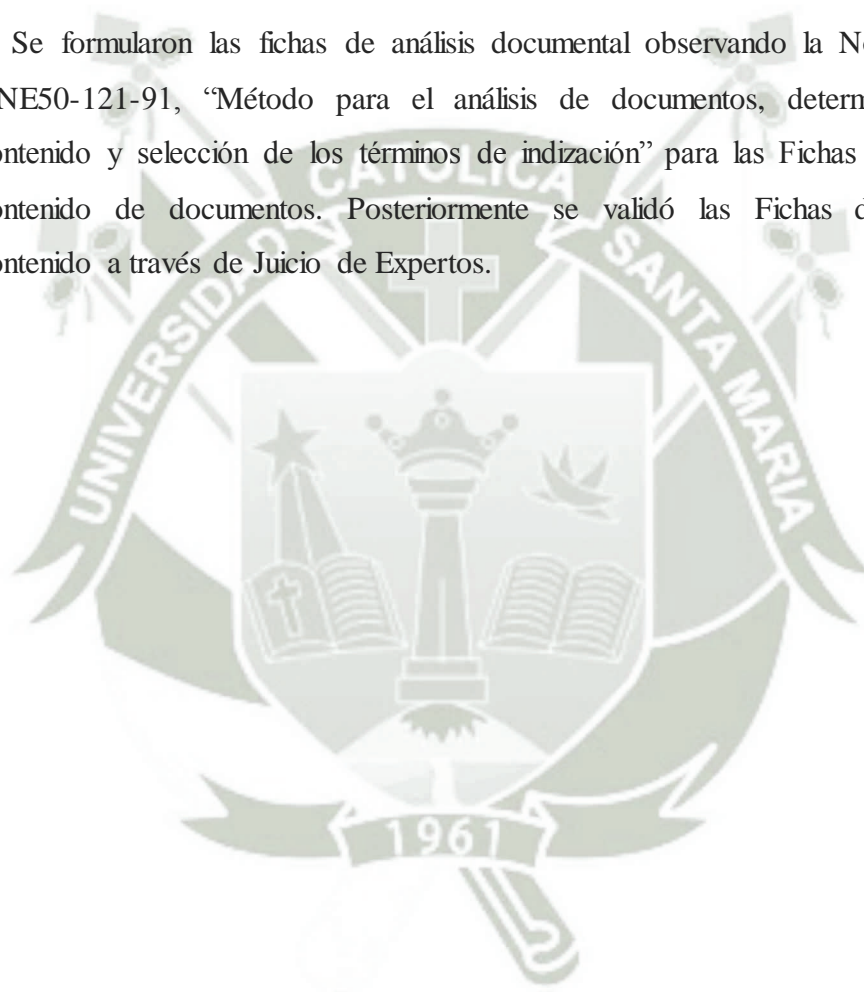 Se formularon las fichas de análisis documental observando la N
NE50-121-91, “Método para el análisis de documentos, determ
ontenido y selección de los términos de indización” para las Fichas
ontenido de documentos. Posteriormente se validó las Fichas d
ontenido a través de Juicio de Expertos.
UNIVERSIDAD CATOLICA SANTA MARIA
1961